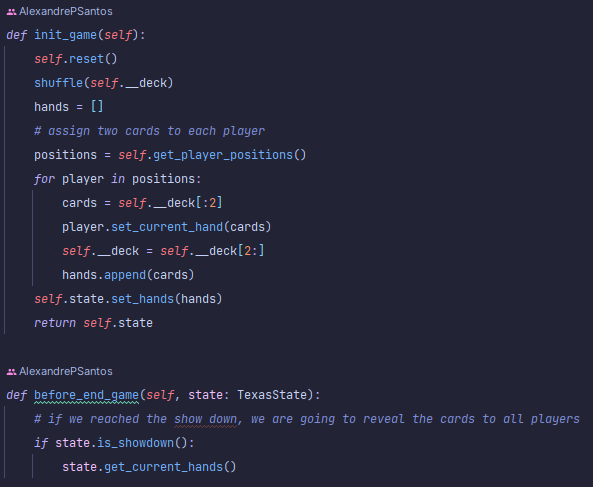 AlexandrePSantos
def init_game(self):
    self.reset()
    shuffle(self.__deck)
    hands = []
    # assign two cards to each player
    positions = self.get_player_positions()
    for player in positions:
        cards = self.__deck[:2]
        player.set_current_hand(cards)
        self.__deck = self.__deck[2:]
        hands.append(cards)
    self.state.set_hands(hands)
    return self.state
AlexandrePSantos
def before_end_game(self, state: TexasState):
    # if we reached the show down, we are going to reveal the cards to all players
    if state.is_showdown():
        state.get_current_hands()